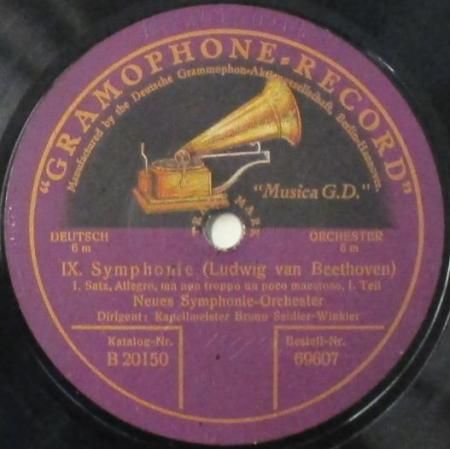 "GRAMOPHONE-RECORD"
Manufactured by the Deutsche Grammophon-Aktiengesellschaft, Berlin-Hannover.
"Musica G.D."
TRADE MARK
DEUTSCH ORCHESTER
6 m 6 m
IX. Symphonie (Ludwig van Beethoven)
1. Satz, Allegro, ma non troppo un poco maestoso, I. Teil
Neues Symphonie-Orchester
Dirigent: Kapellmeister Bruno Seidler-Winkler
Katalog-Nr. Bestell-Nr.
B 20150 69607